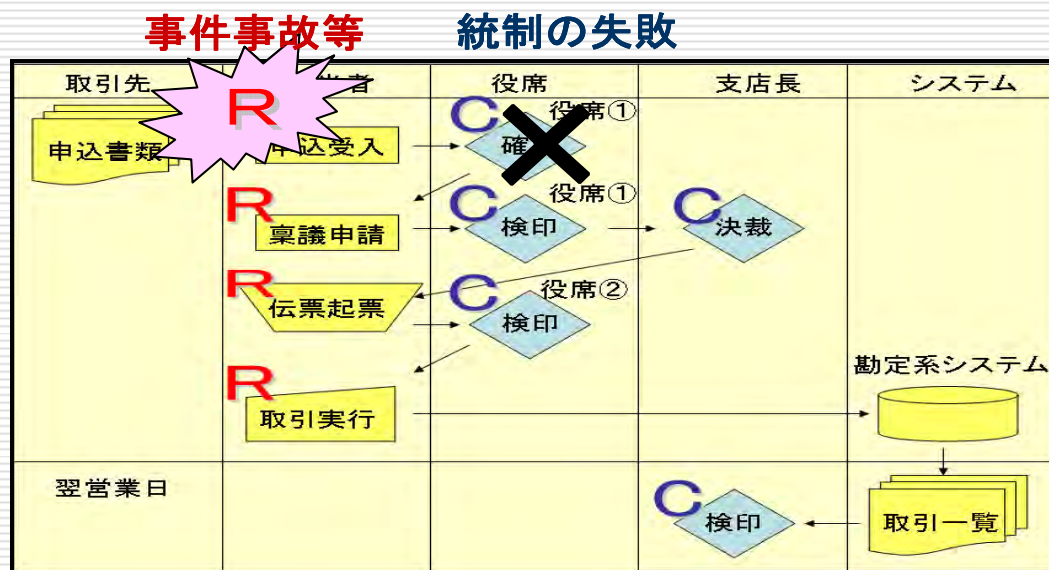 事件事故等 統制の失敗
取引先 者 役席 支店長 システム
申込書類 R 申込受入 C 確 役席①
R 稟議申請 C 検印 役席① C 決裁
R 伝票起票 C 検印 役席②
R 取引実行 勘定系システム
翌営業日 C 検印 取引一覧